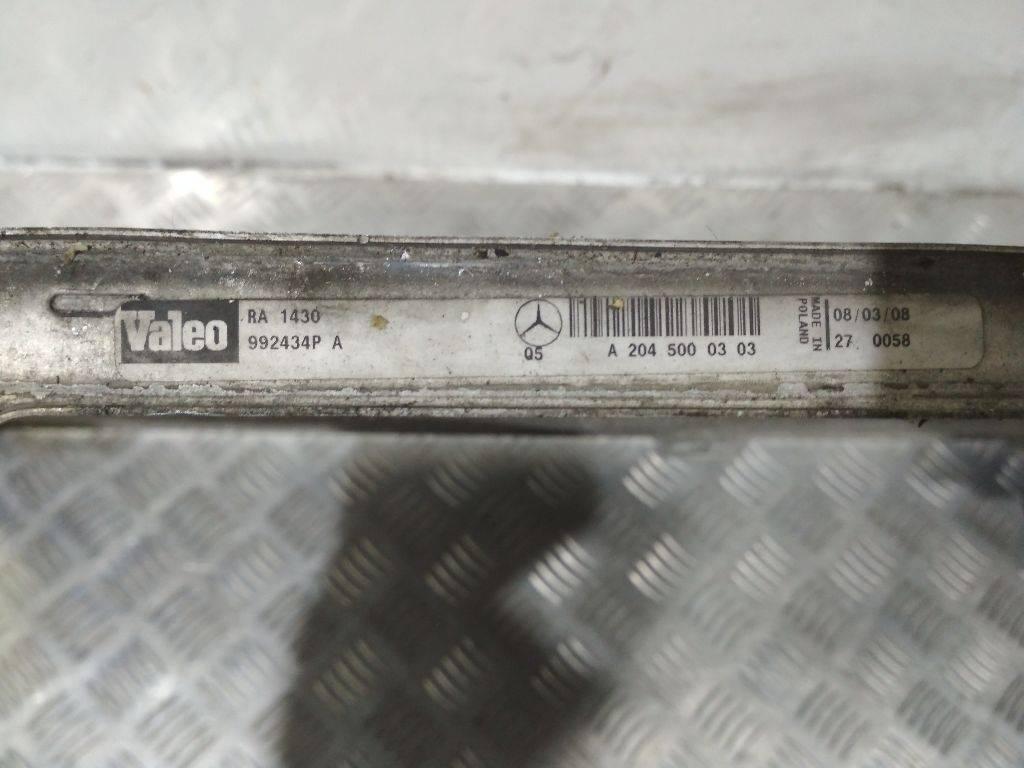 Valeo
RA 1430
992434P A
Q5
A 204 500 03 03
MADE IN
POLAND
08/03/08
27 0058